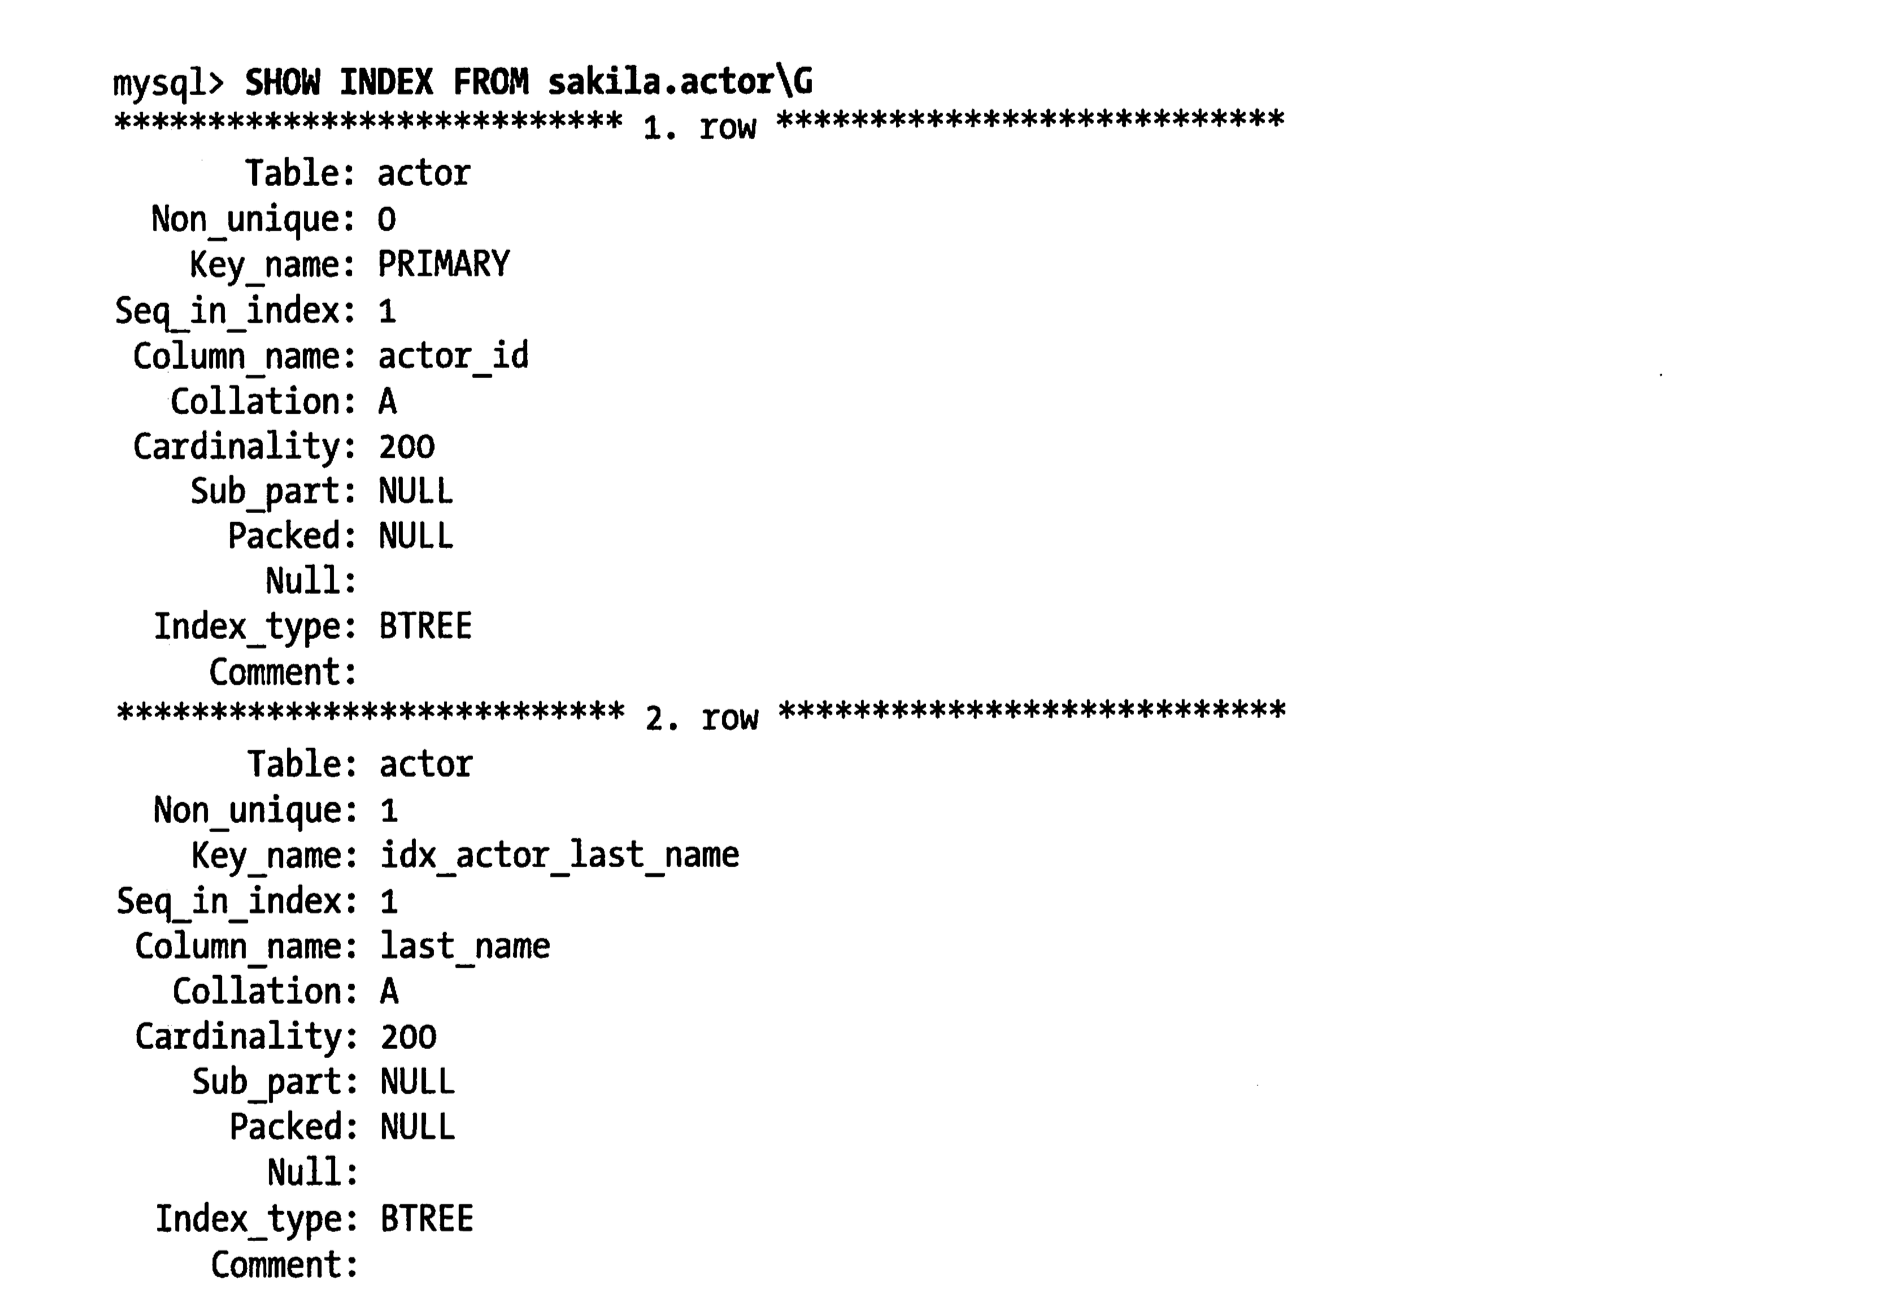 mysql> SHOW INDEX FROM sakila.actor\G
*************************** 1. row ***************************
Table: actor
Non_unique: 0
Key_name: PRIMARY
Seq_in_index: 1
Column_name: actor_id
Collation: A
Cardinality: 200
Sub_part: NULL
Packed: NULL
Null:
Index_type: BTREE
Comment:
*************************** 2. row ***************************
Table: actor
Non_unique: 1
Key_name: idx_actor_last_name
Seq_in_index: 1
Column_name: last_name
Collation: A
Cardinality: 200
Sub_part: NULL
Packed: NULL
Null:
Index_type: BTREE
Comment: